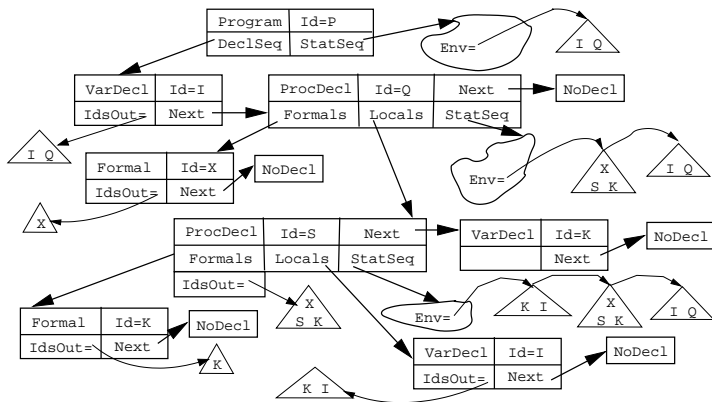 Program Id=P
DeclSeq StatSeq
Env=
I Q
VarDecl Id=I
IdsOut= Next
ProcDecl Id=Q Next
Formals Locals StatSeq
NoDecl
I Q
Formal Id=X
IdsOut= Next
NoDecl
Env=
X
S K
I Q
X
ProcDecl Id=S Next
Formals Locals StatSeq
IdsOut=
VarDecl Id=K
Next
NoDecl
X
S K
Env=
K I
X
S K
I Q
Formal Id=K
IdsOut= Next
NoDecl
K
VarDecl Id=I
IdsOut= Next
NoDecl
K I